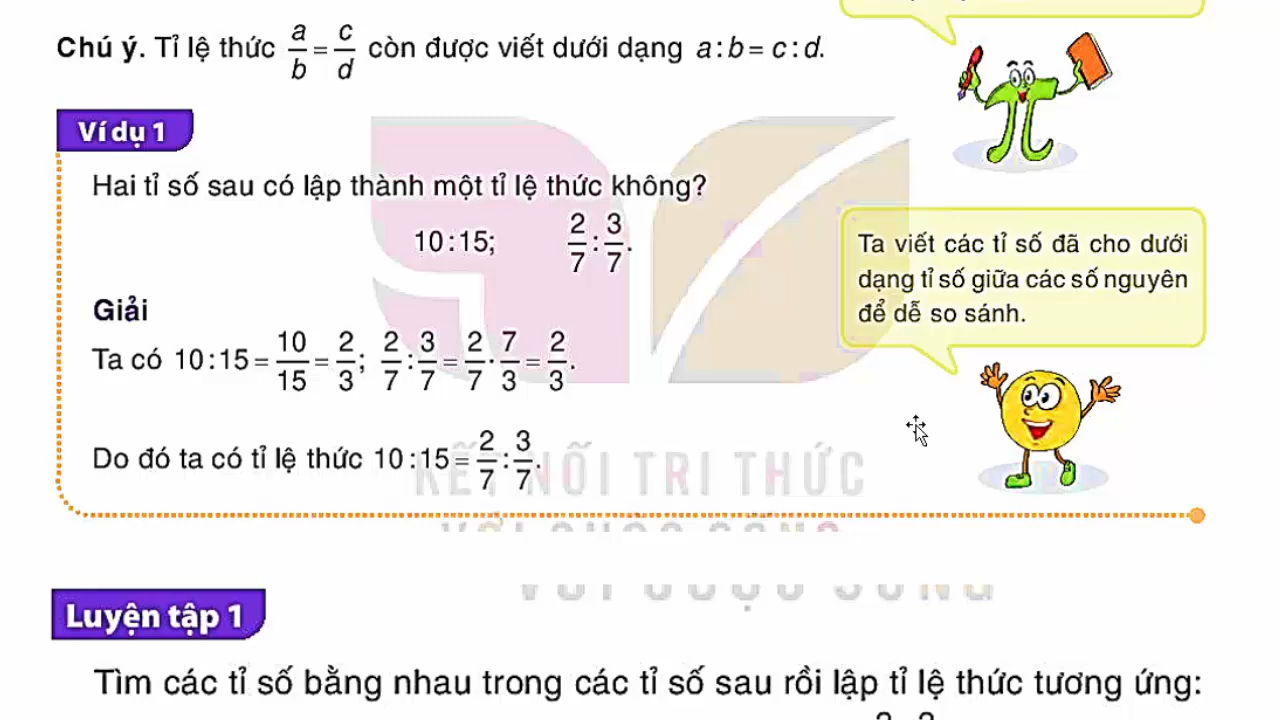 Chú ý. Tỉ lệ thức a/b = c/d còn được viết dưới dạng a : b = c : d.
Ví dụ 1
Hai tỉ số sau có lập thành một tỉ lệ thức không?
10 : 15; 2/7 : 3/7.
Ta viết các tỉ số đã cho dưới
dạng tỉ số giữa các số nguyên
để dễ so sánh.
Giải
Ta có 10 : 15 = 10/15 = 2/3; 2/7 : 3/7 = 2/7 · 7/3 = 2/3.
Do đó ta có tỉ lệ thức 10 : 15 = 2/7 : 3/7.
KẾT NỐI TRI THỨC
Luyện tập 1
Tìm các tỉ số bằng nhau trong các tỉ số sau rồi lập tỉ lệ thức tương ứng: